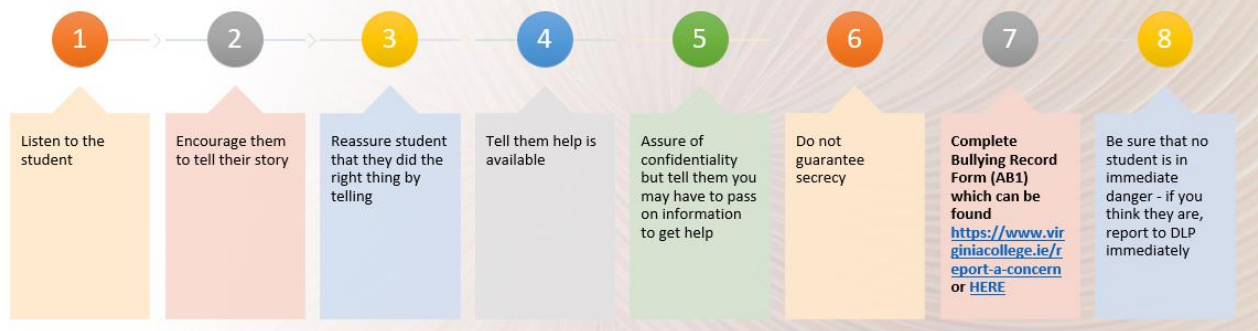 1
2
3
4
5
6
7
8
Listen to the
student
Encourage them
to tell their story
Reassure student
that they did the
right thing by
telling
Tell them help is
available
Assure of
confidentiality
but tell them you
may have to pass
on information
to get help
Do not
guarantee
secrecy
Complete
Bullying Record
Form (AB1)
which can be
found
https://www.vir
giniacollege.ie/r
eport-a-concern
or HERE
Be sure that no
student is in
immediate
danger - if you
think they are,
report to DLP
immediately